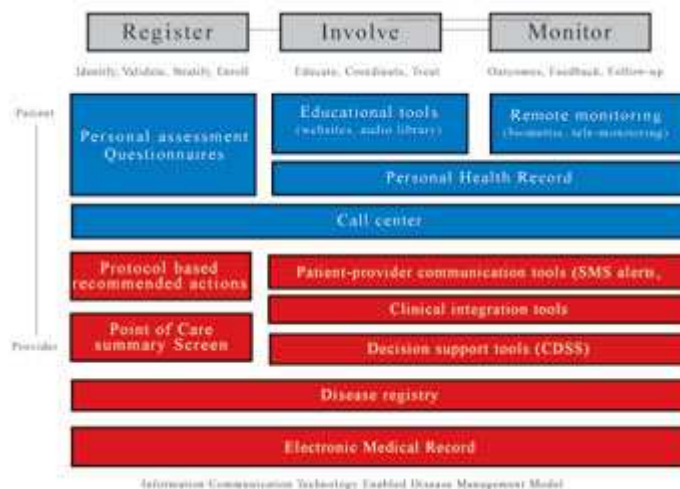 Register
Involve
Monitor
Identify, Validate, Stratify, Enroll
Educate, Coordinate, Treat
Outcomes, Feedback, Follow-up
Patient
Personal assessment
Questionnaires
Educational tools
(websites, audio library)
Remote monitoring
(biometrics, tele-monitoring)
Personal Health Record
Call center
Protocol based
recommended actions
Patient-provider communication tools (SMS
Clinical integration tools
Point of Care
summary Screen
Provider
Decision support tools (CDSS)
Disease registry
Electronic Medical Record
Information Communication Technology Enabled Disease Management Model